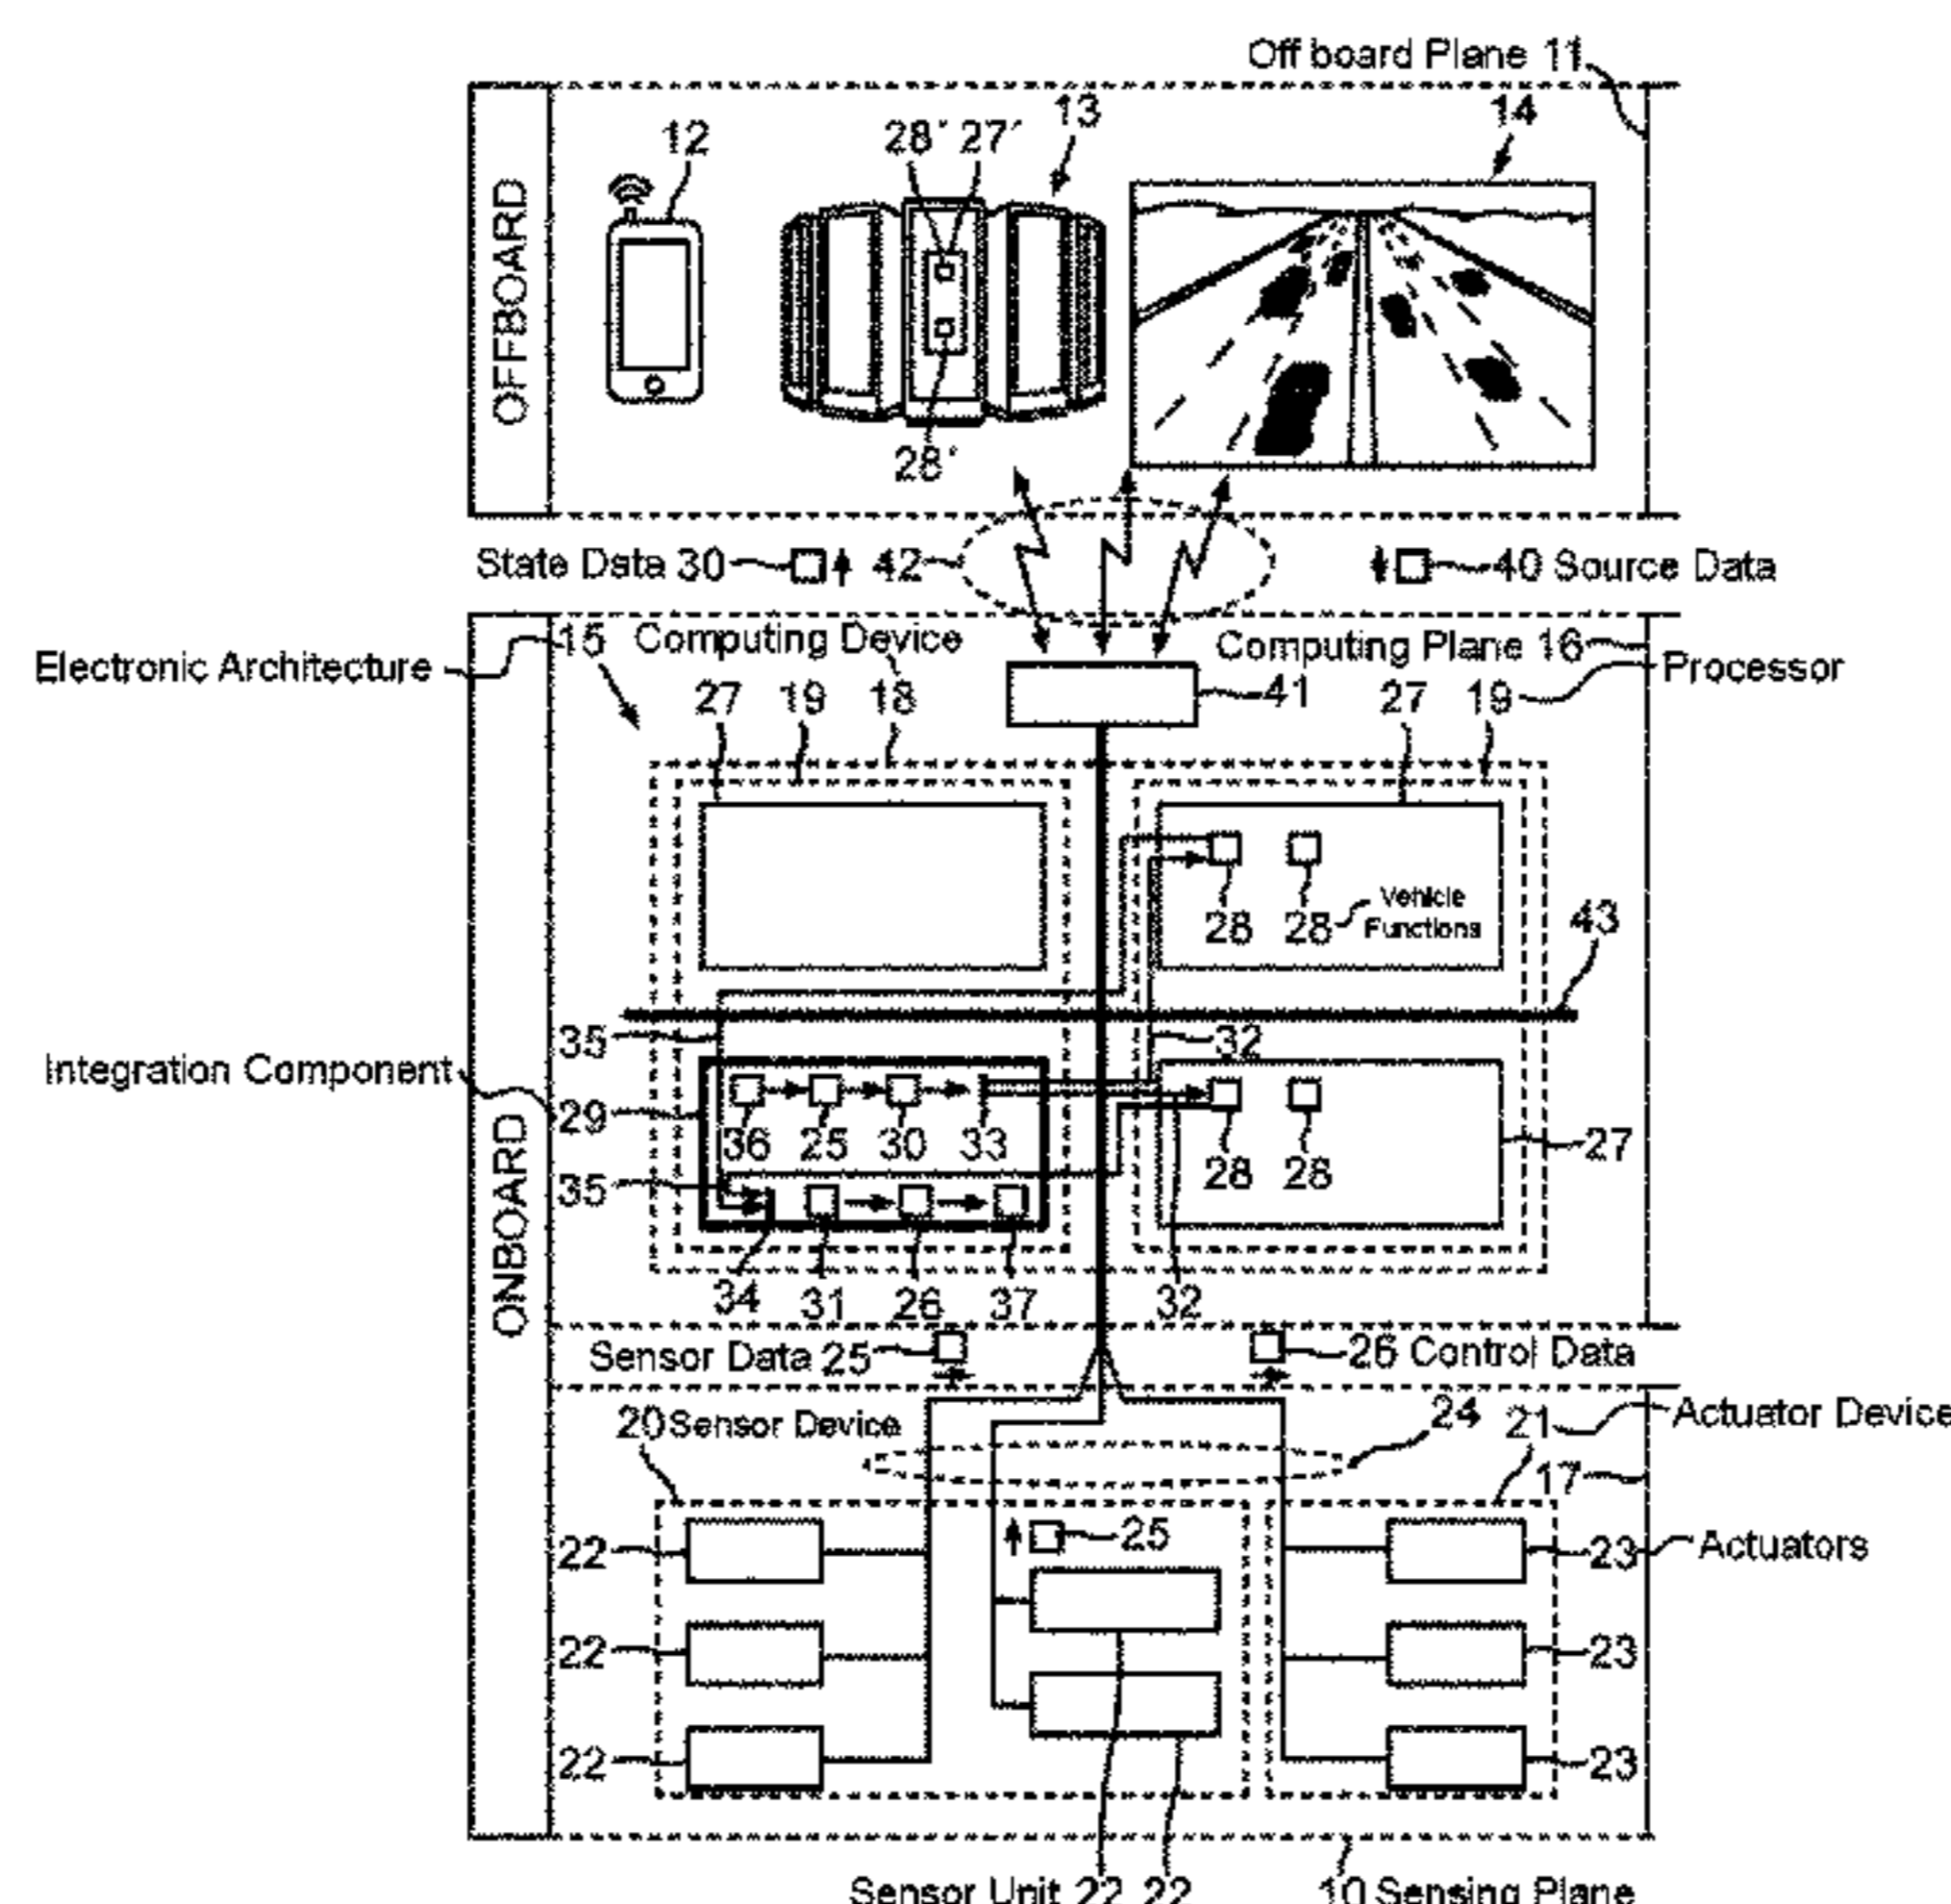 Off board Plane 11
12
28' 27'
13
14
OFFBOARD
28'
State Data 30
42
40 Source Data
15
Computing Device
Computing Plane 16
Electronic Architecture
Processor
27 19 18
41
27 19
28 28
Vehicle
Functions
43
35
32
Integration Component
29
36 25 30 33
28 28
27
35
34 31 26 37
32
ONBOARD
Sensor Data 25
26 Control Data
20 Sensor Device
24
21
Actuator Device
17
22
25
23
Actuators
22
23
22
23
Sensor Unit 22 22
10 Sensing Plane